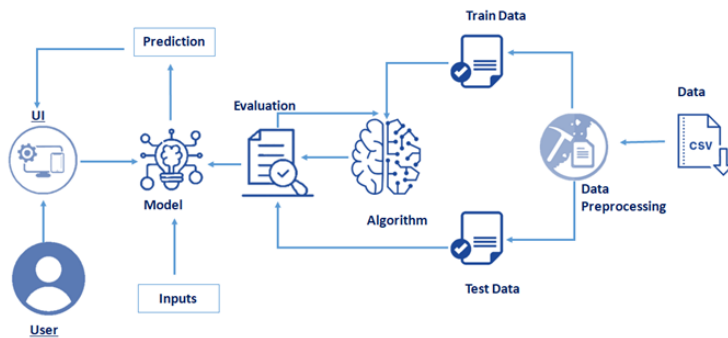 Train Data
Prediction
Evaluation
Data
UI
CSV
Model
Algorithm
Data
Preprocessing
Inputs
Test Data
User